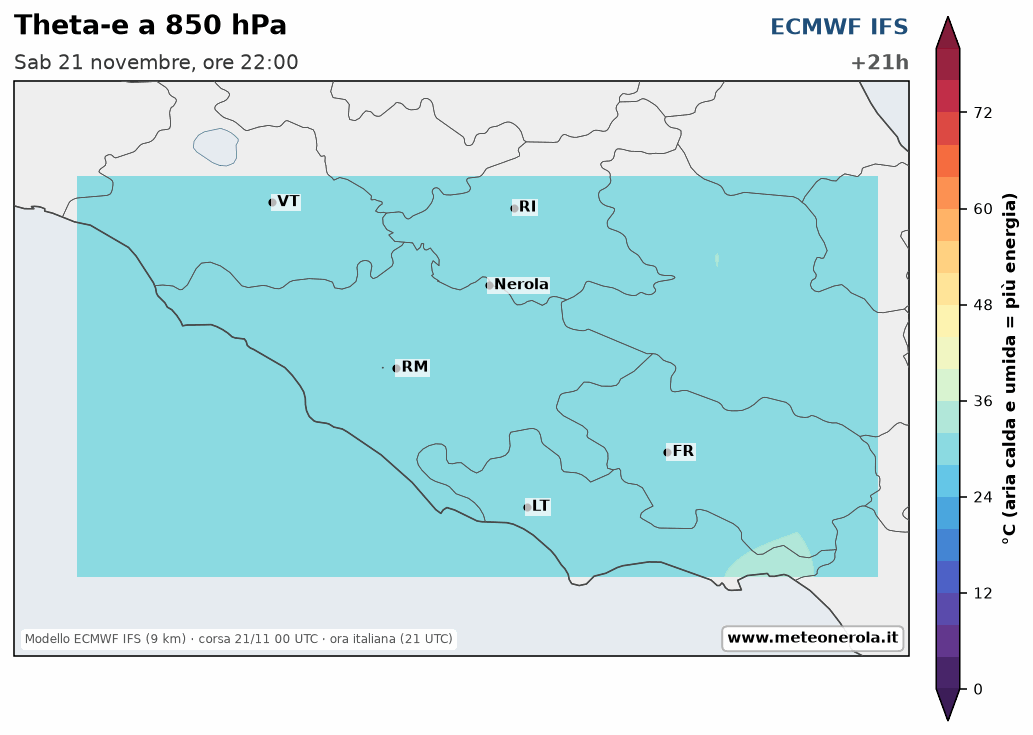 Theta-e a 850 hPa
ECMWF IFS
Sab 21 novembre, ore 22:00
+21h
VT
RI
Nerola
RM
FR
LT
72
60
48
36
24
12
0
°C (aria calda e umida = più energia)
Modello ECMWF IFS (9 km) · corsa 21/11 00 UTC · ora italiana (21 UTC)
www.meteonerola.it